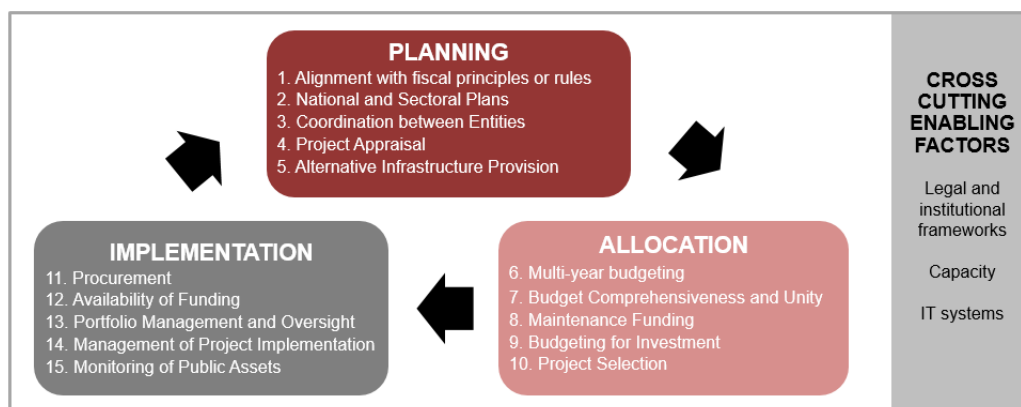 PLANNING
1. Alignment with fiscal principles or rules
2. National and Sectoral Plans
3. Coordination between Entities
4. Project Appraisal
5. Alternative Infrastructure Provision
ALLOCATION
6. Multi-year budgeting
7. Budget Comprehensiveness and Unity
8. Maintenance Funding
9. Budgeting for Investment
10. Project Selection
IMPLEMENTATION
11. Procurement
12. Availability of Funding
13. Portfolio Management and Oversight
14. Management of Project Implementation
15. Monitoring of Public Assets
CROSS
CUTTING
ENABLING
FACTORS
Legal and
institutional
frameworks
Capacity
IT systems